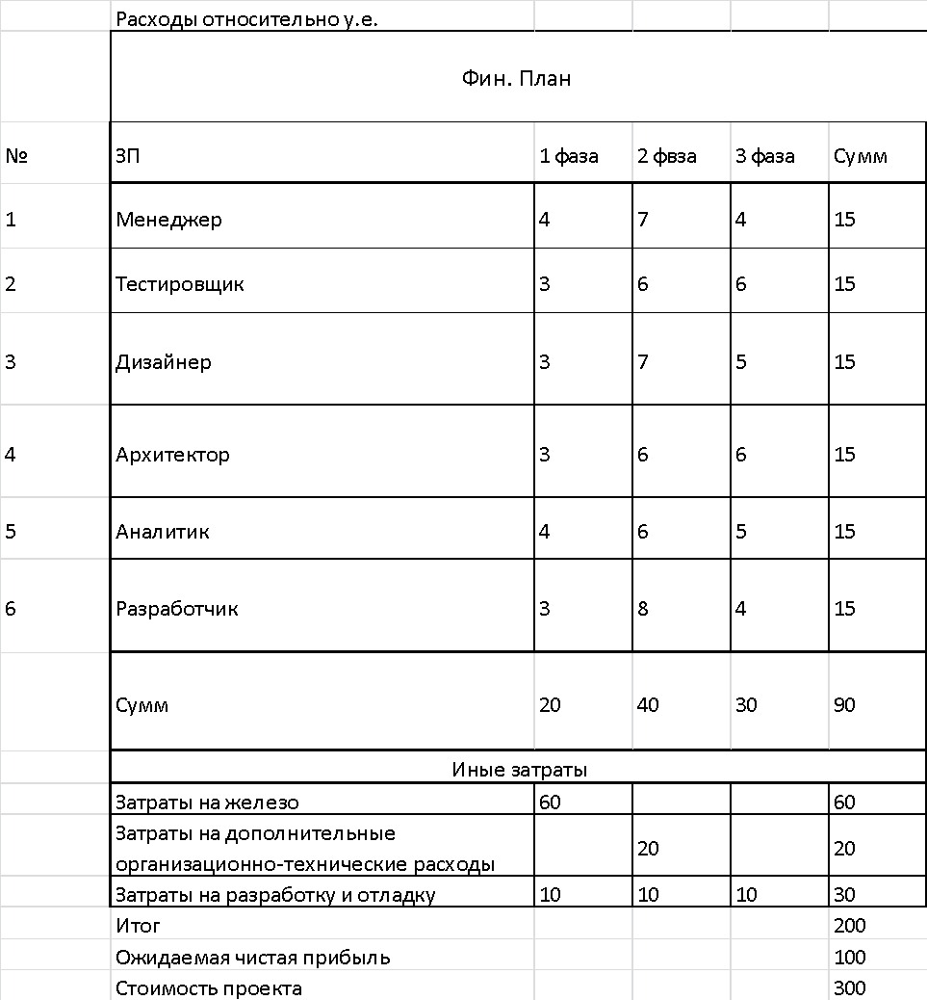 Расходы относительно у.е.
Фин. План
№ ЗП 1 фаза 2 фвза 3 фаза Сумм
1 Менеджер 4 7 4 15
2 Тестировщик 3 6 6 15
3 Дизайнер 3 7 5 15
4 Архитектор 3 6 6 15
5 Аналитик 4 6 5 15
6 Разработчик 3 8 4 15
Сумм 20 40 30 90
Иные затраты
Затраты на железо 60 60
Затраты на дополнительные
организационно-технические расходы 20 20
Затраты на разработку и отладку 10 10 10 30
Итог 200
Ожидаемая чистая прибыль 100
Стоимость проекта 300